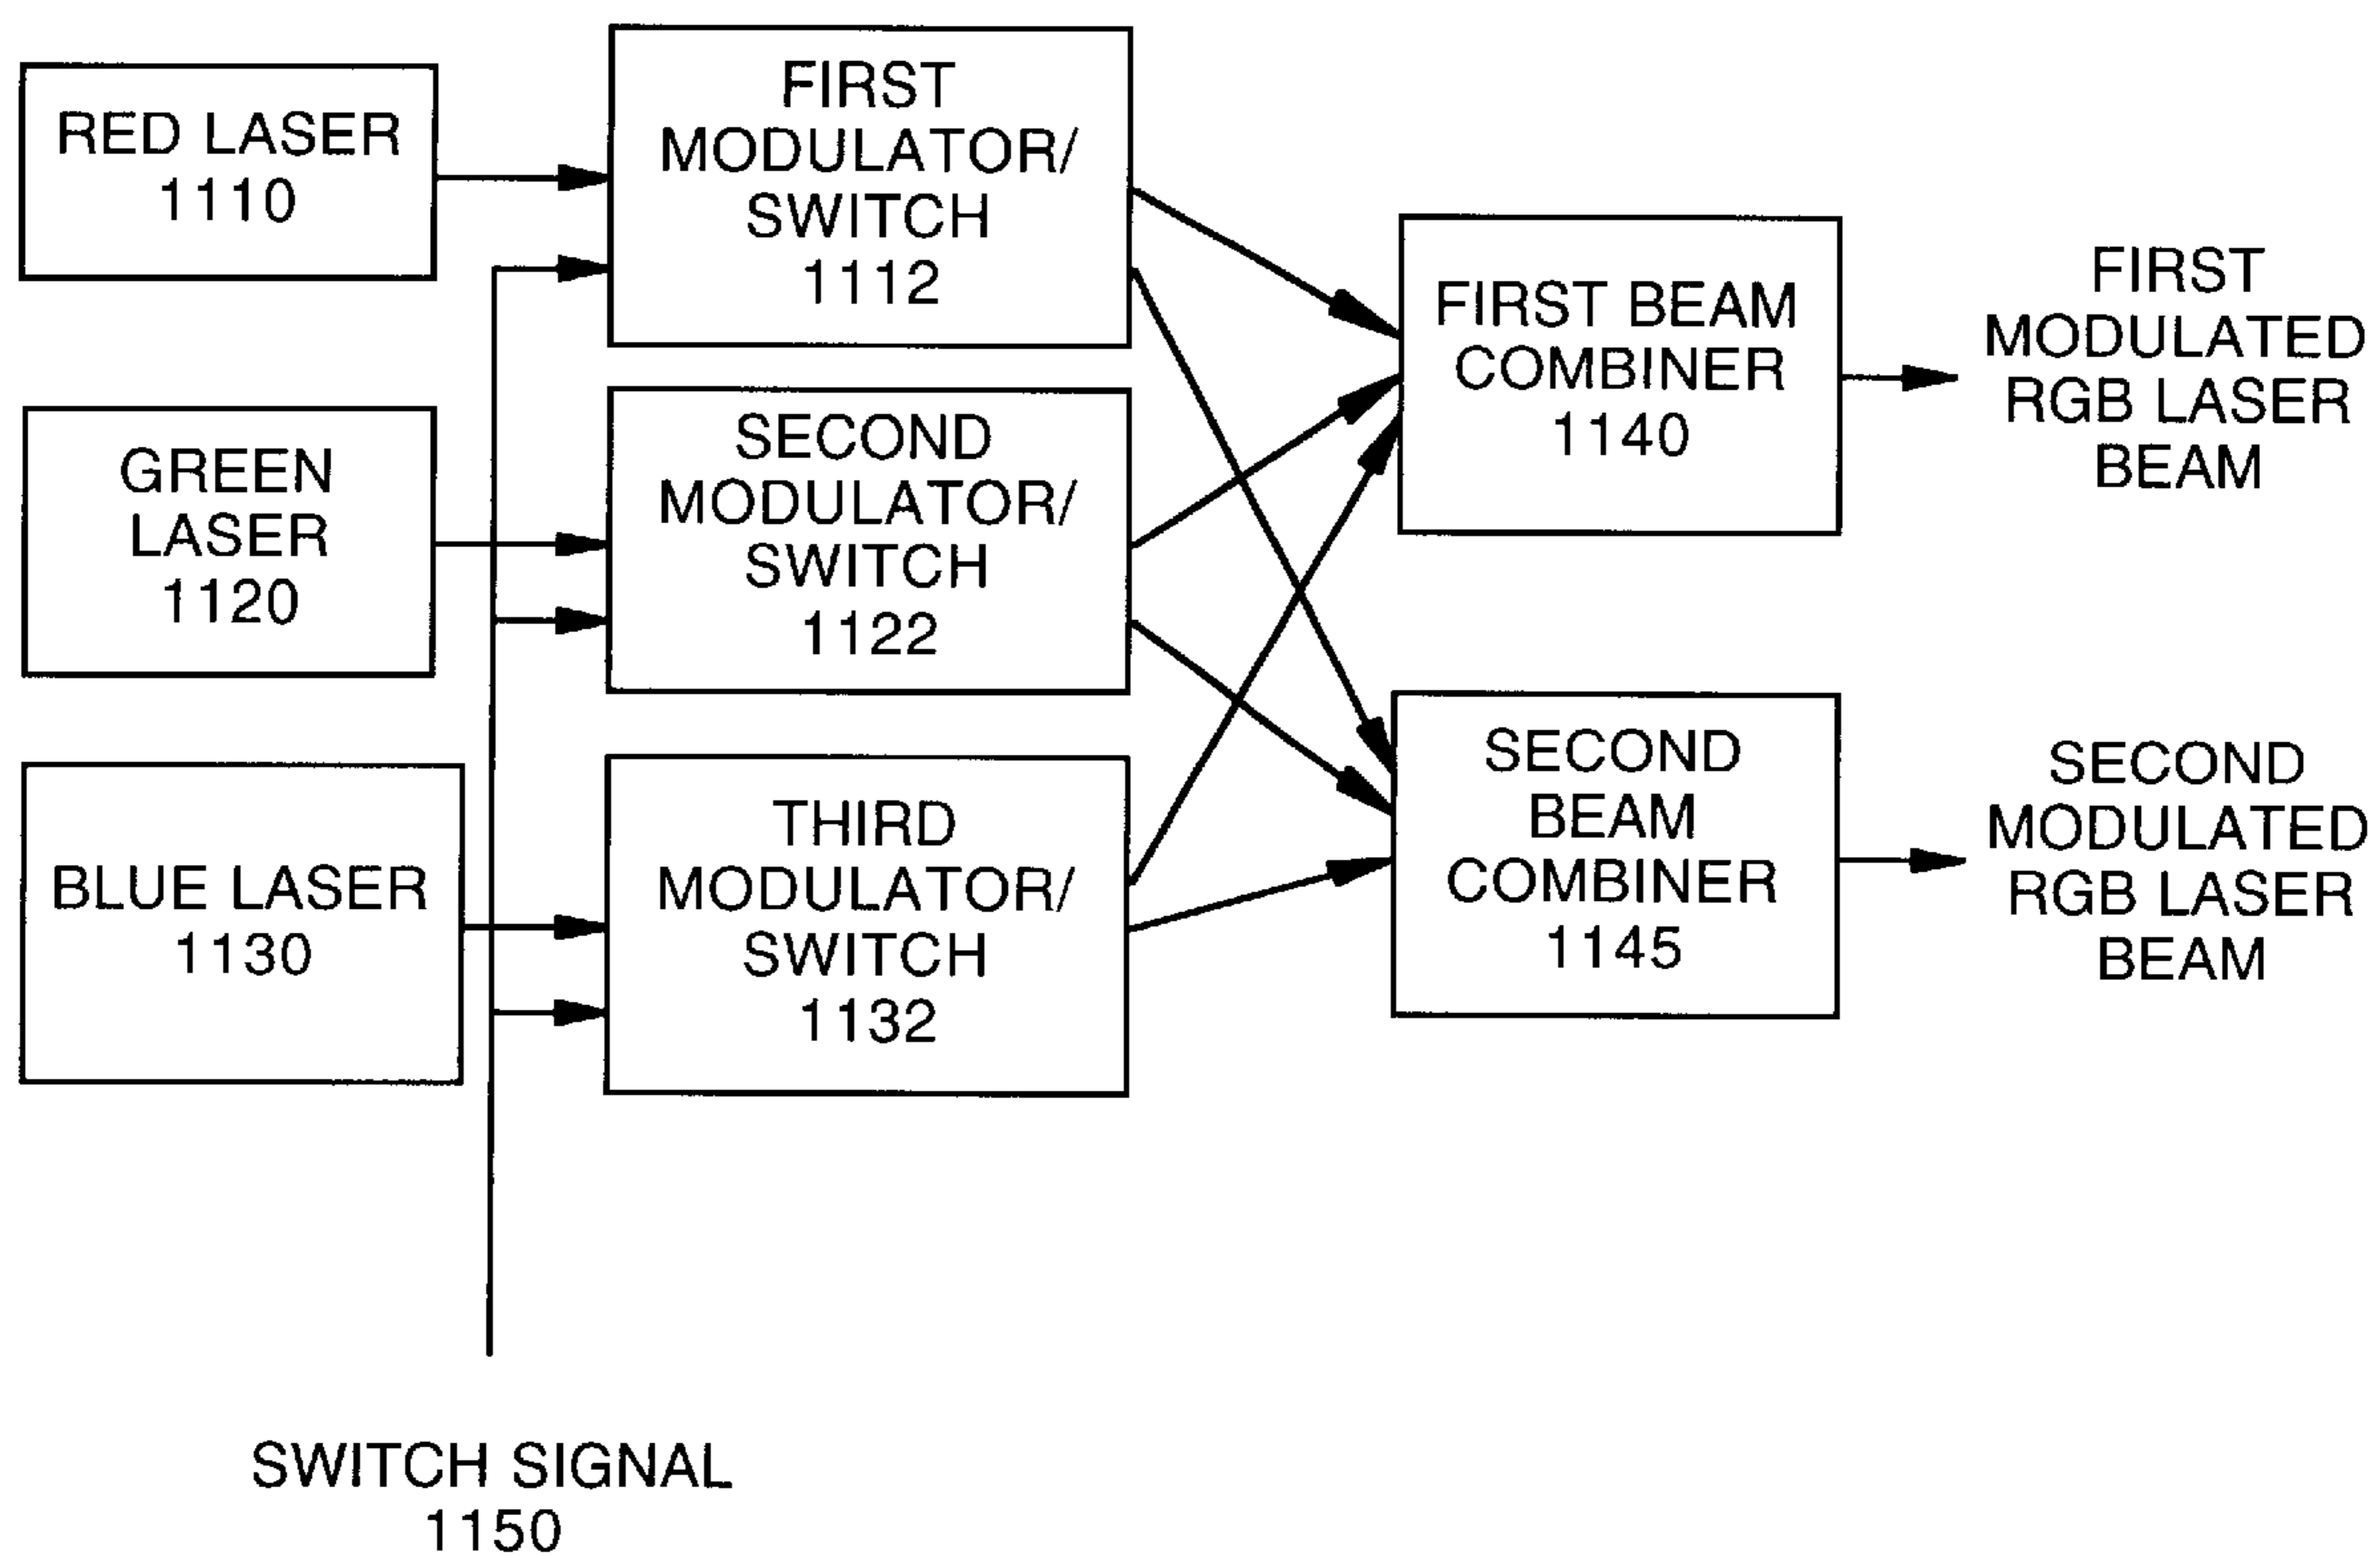 RED LASER
1110
FIRST
MODULATOR/
SWITCH
1112
GREEN
LASER
1120
SECOND
MODULATOR/
SWITCH
1122
BLUE LASER
1130
THIRD
MODULATOR/
SWITCH
1132
FIRST BEAM
COMBINER
1140
FIRST
MODULATED
RGB LASER
BEAM
SECOND
BEAM
COMBINER
1145
SECOND
MODULATED
RGB LASER
BEAM
SWITCH SIGNAL
1150